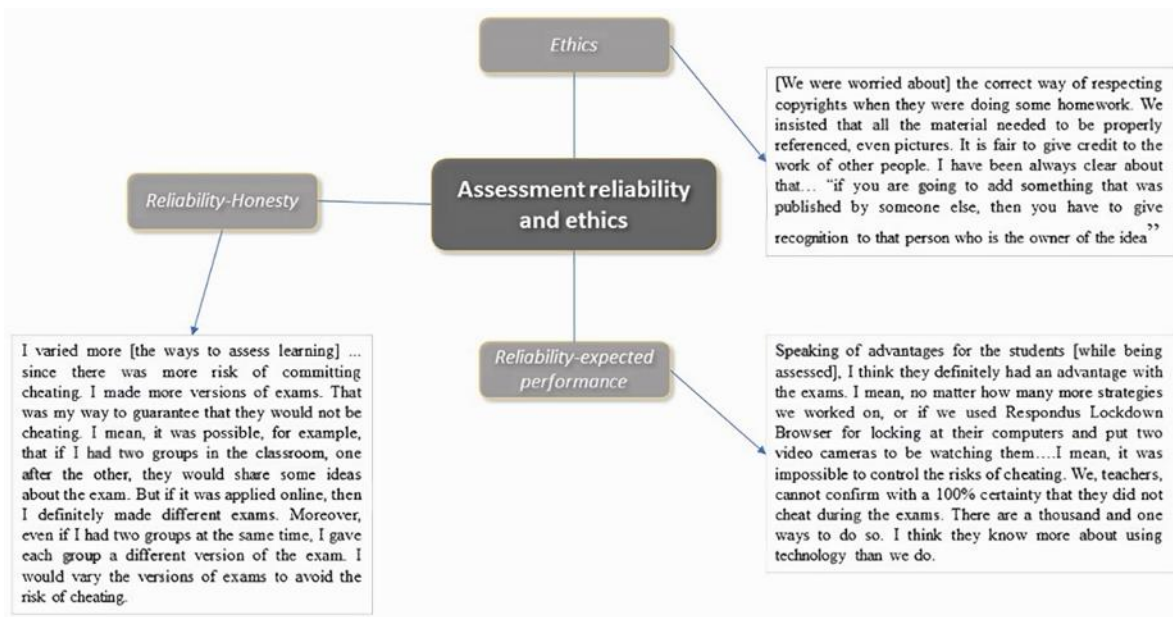 Ethics
[We were worried about] the correct way of respecting
copyrights when they were doing some homework. We
insisted that all the material needed to be properly
referenced, even pictures. It is fair to give credit to the
work of other people. I have been always clear about
that… “if you are going to add something that was
published by someone else, then you have to give
recognition to that person who is the owner of the idea”
Assessment reliability
and ethics
Reliability-Honesty
I varied more [the ways to assess learning] ...
since there was more risk of committing
cheating. I made more versions of exams. That
was my way to guarantee that they would not be
cheating. I mean, it was possible, for example,
that if I had two groups in the classroom, one
after the other, they would share some ideas
about the exam. But if it was applied online, then
I definitely made different exams. Moreover,
even if I had two groups at the same time, I gave
each group a different version of the exam. I
would vary the versions of exams to avoid the
risk of cheating.
Reliability-expected
performance
Speaking of advantages for the students [while being
assessed], I think they definitely had an advantage with
the exams. I mean, no matter how many more strategies
we worked on, or if we used Respondus Lockdown
Browser for locking at their computers and put two
video cameras to be watching them….I mean, it was
impossible to control the risks of cheating. We, teachers,
cannot confirm with a 100% certainty that they did not
cheat during the exams. There are a thousand and one
ways to do so. I think they know more about using
technology than we do.